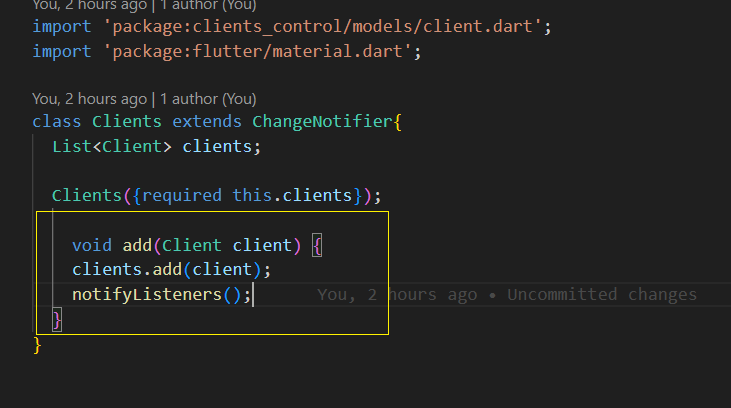 You, 2 hours ago | 1 author (You)
import 'package:clients_control/models/client.dart';
import 'package:flutter/material.dart';
You, 2 hours ago | 1 author (You)
class Clients extends ChangeNotifier{
List<Client> clients;
Clients({required this.clients});
void add(Client client) {
clients.add(client);
notifyListeners(); You, 2 hours ago • Uncommitted changes
}
}